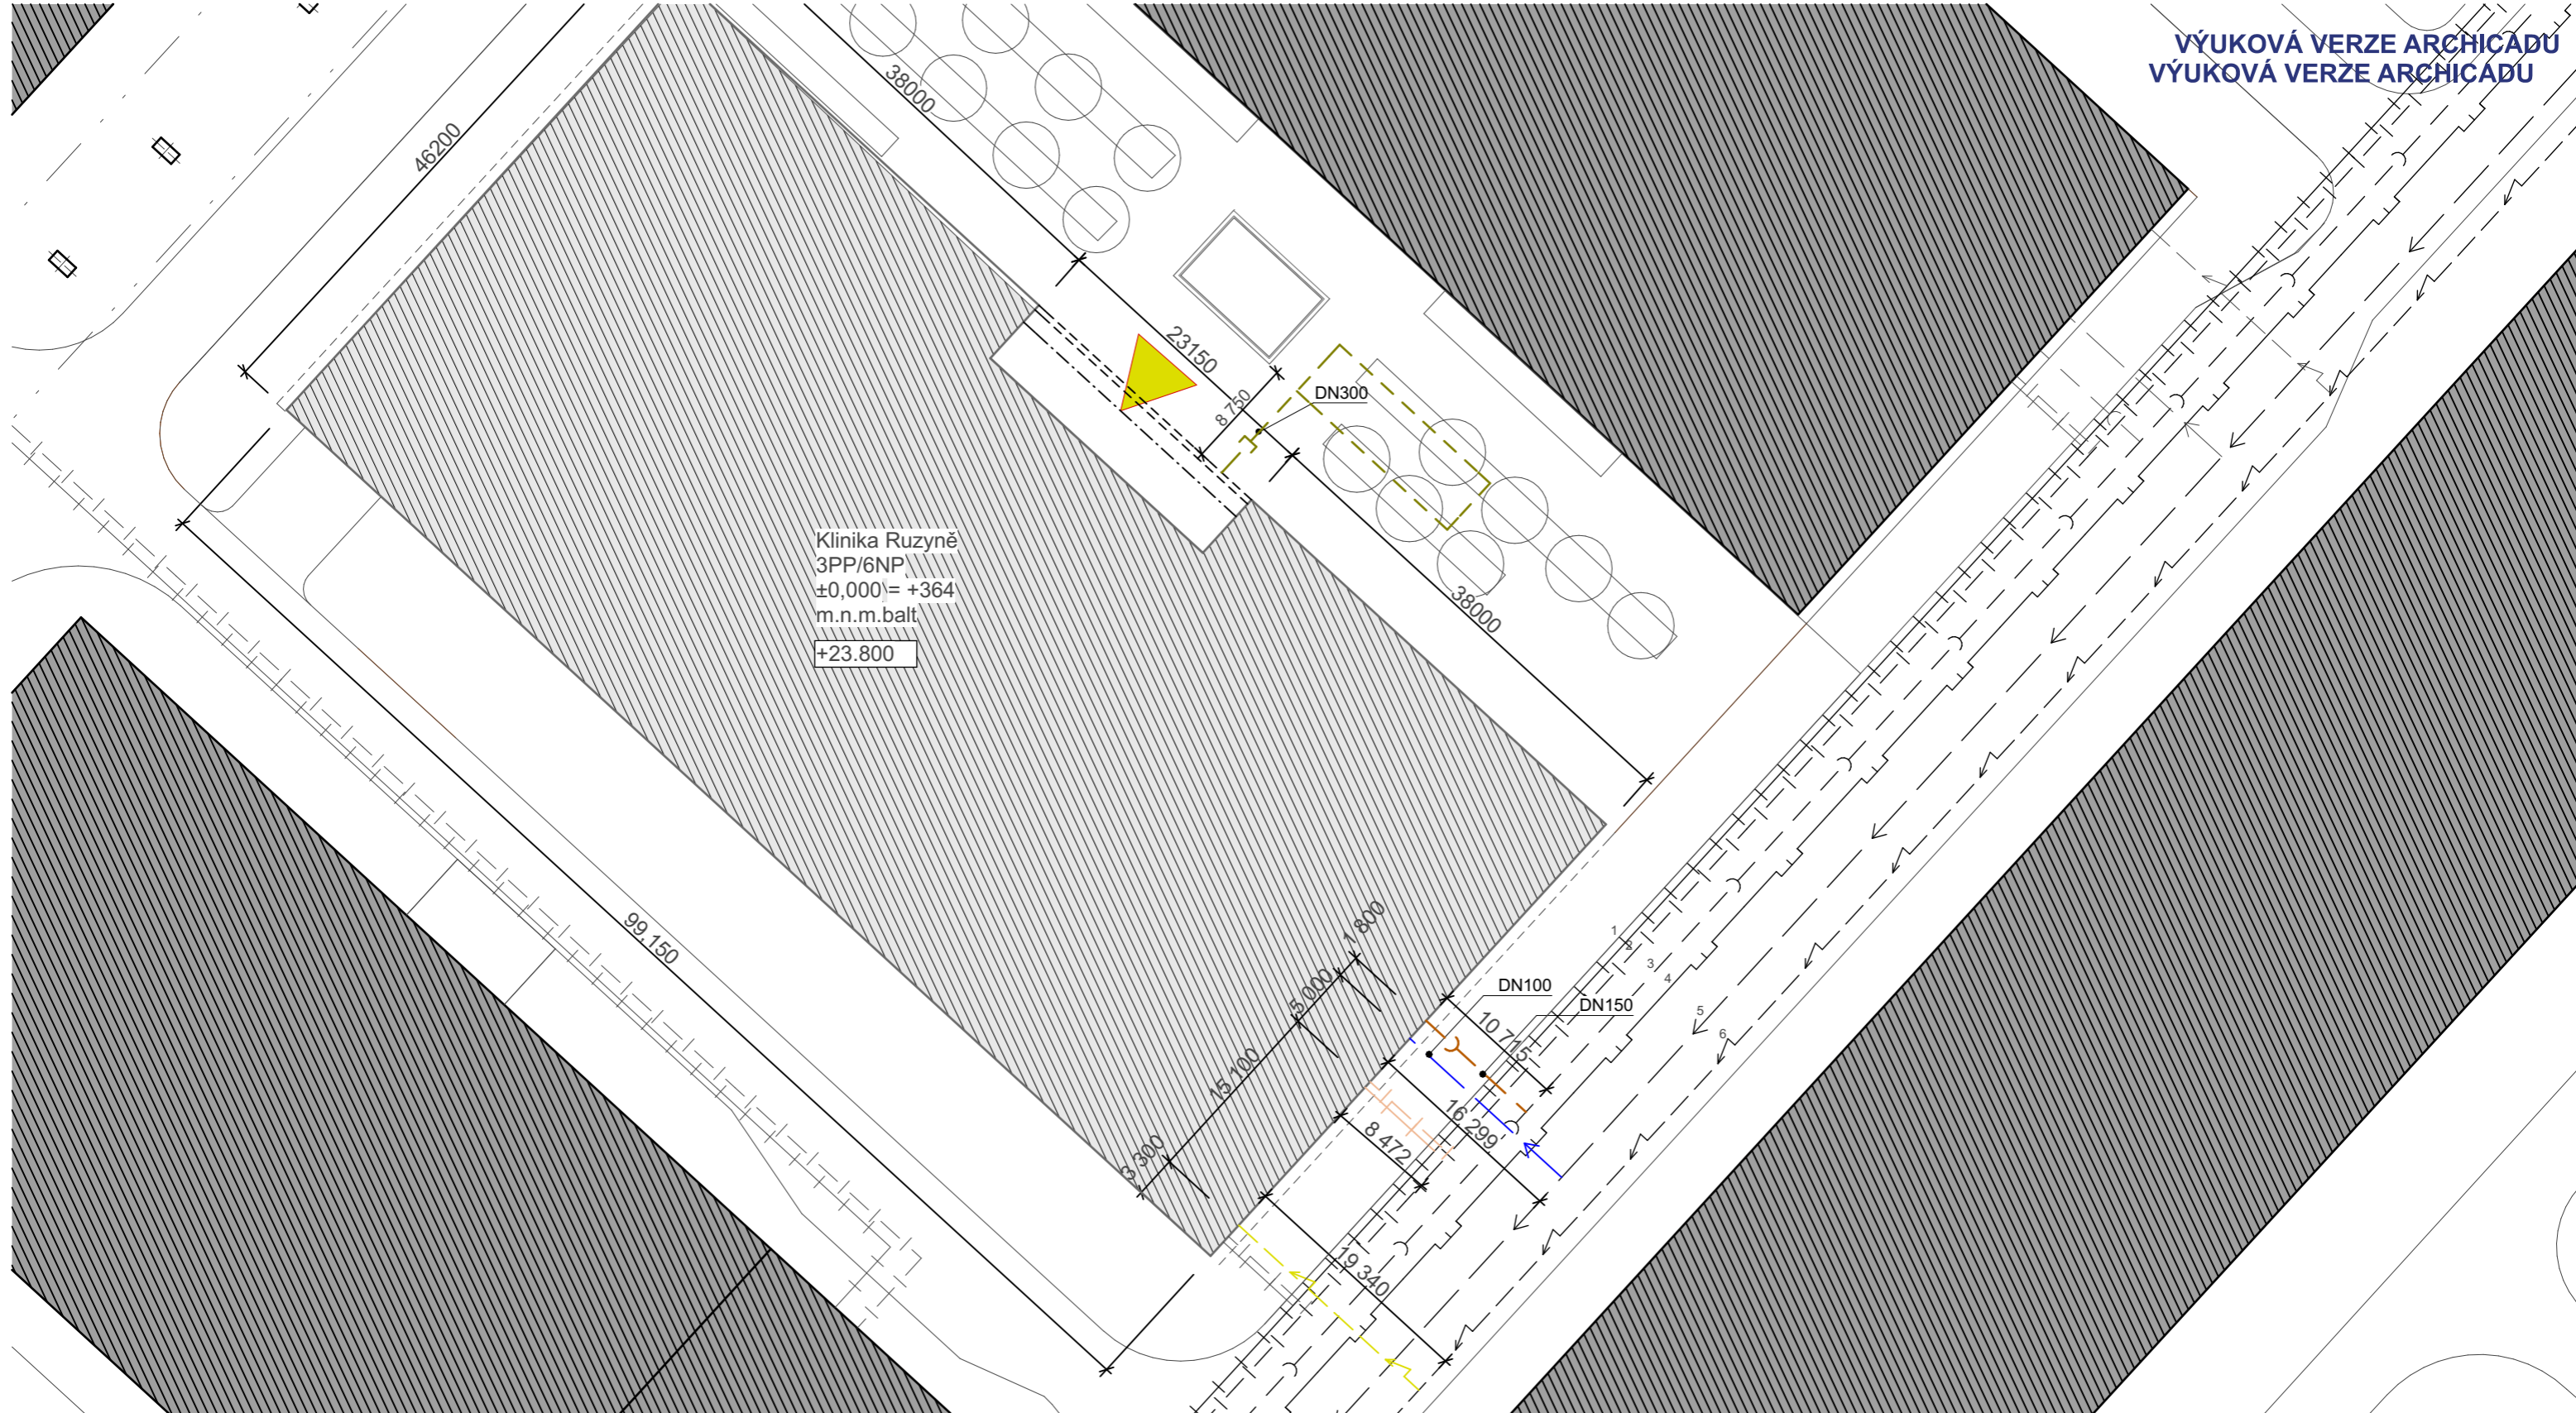 VÝUKOVÁ VERZE ARCHICADU
VÝUKOVÁ VERZE ARCHICADU
38000
46200
23150
8 750
DN300
Klinika Ruzyně
3PP/6NP
±0,000 = +364
m.n.m.balt
+23.800
38000
99,150
1 800
5 000
15 100
3 300
DN100
DN150
10 715
16 299
8 472
19 340
1
2
3
4
5
6